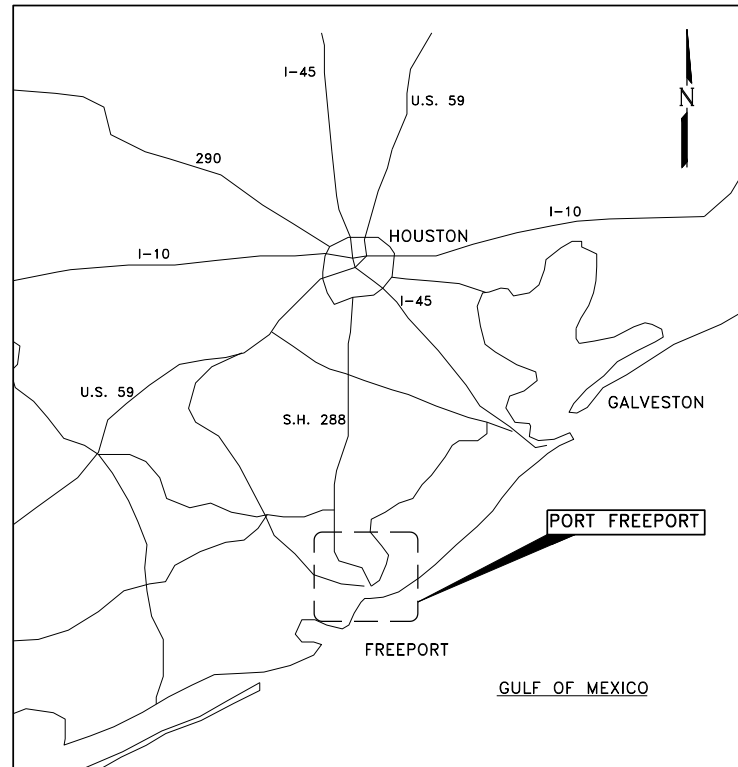 I-45
U.S. 59
N
290
I-10
HOUSTON
I-10
I-45
U.S. 59
GALVESTON
S.H. 288
PORT FREEPORT
FREEPORT
GULF OF MEXICO